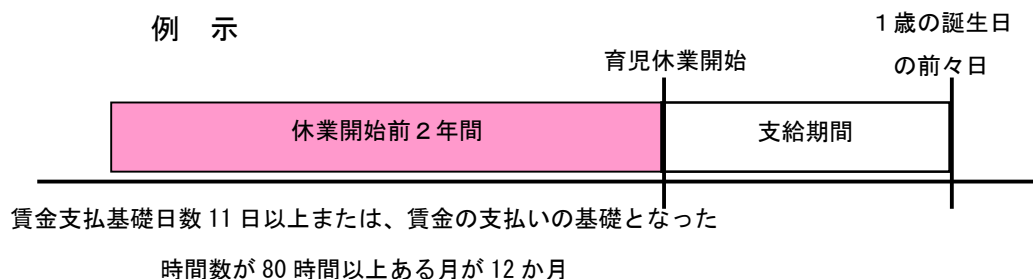 例 示
1歳の誕生日
の前々日
育児休業開始
休業開始前2年間
支給期間
賃金支払基礎日数 11 日以上または、賃金の支払いの基礎となった
時間数が 80 時間以上ある月が 12 か月